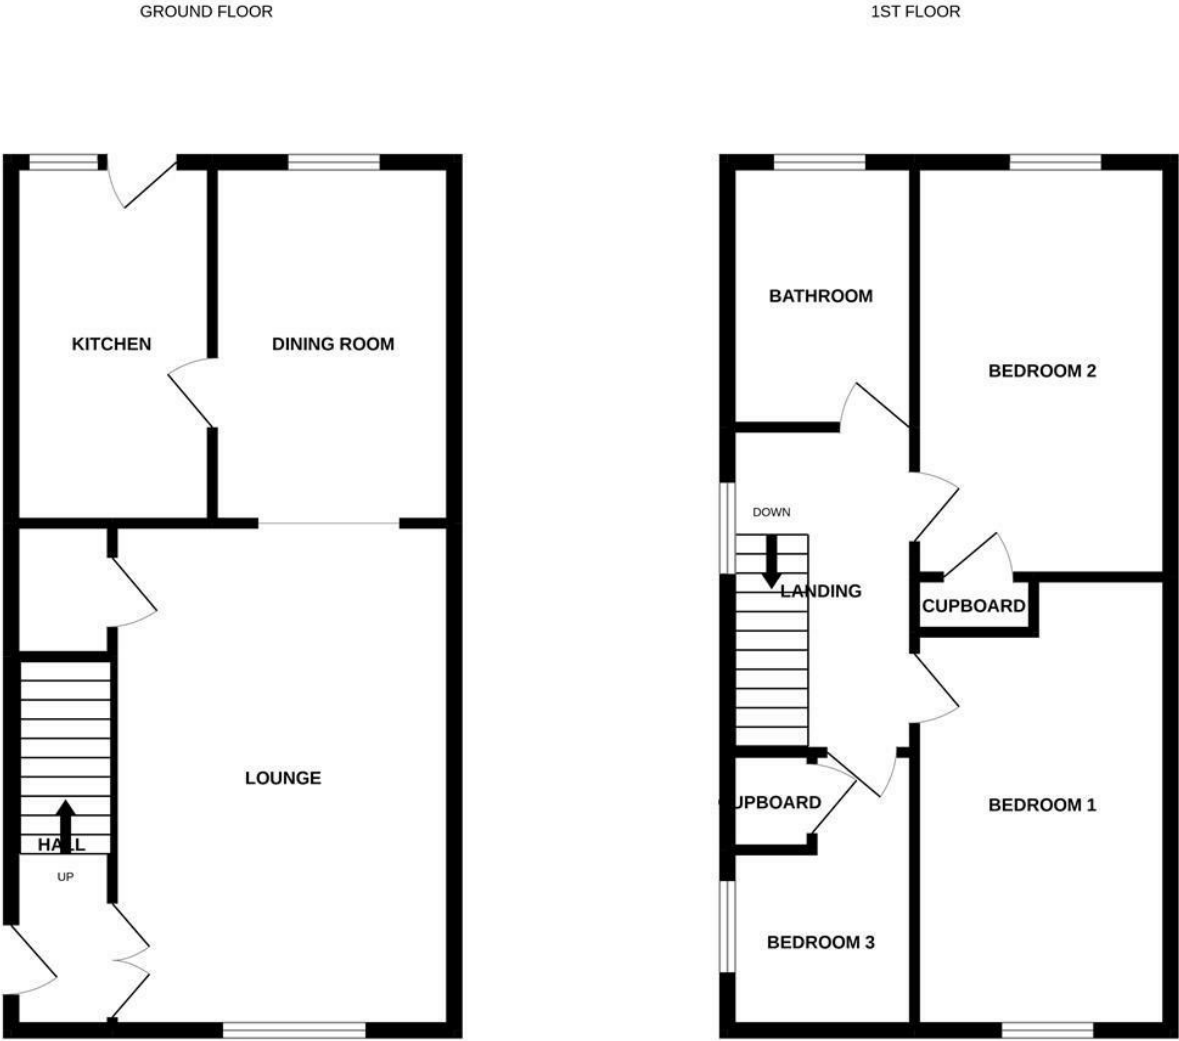 GROUND FLOOR
KITCHEN
DINING ROOM
LOUNGE
HALL
UP
1ST FLOOR
BATHROOM
BEDROOM 2
DOWN
LANDING
CUPBOARD
CUPBOARD
BEDROOM 1
BEDROOM 3